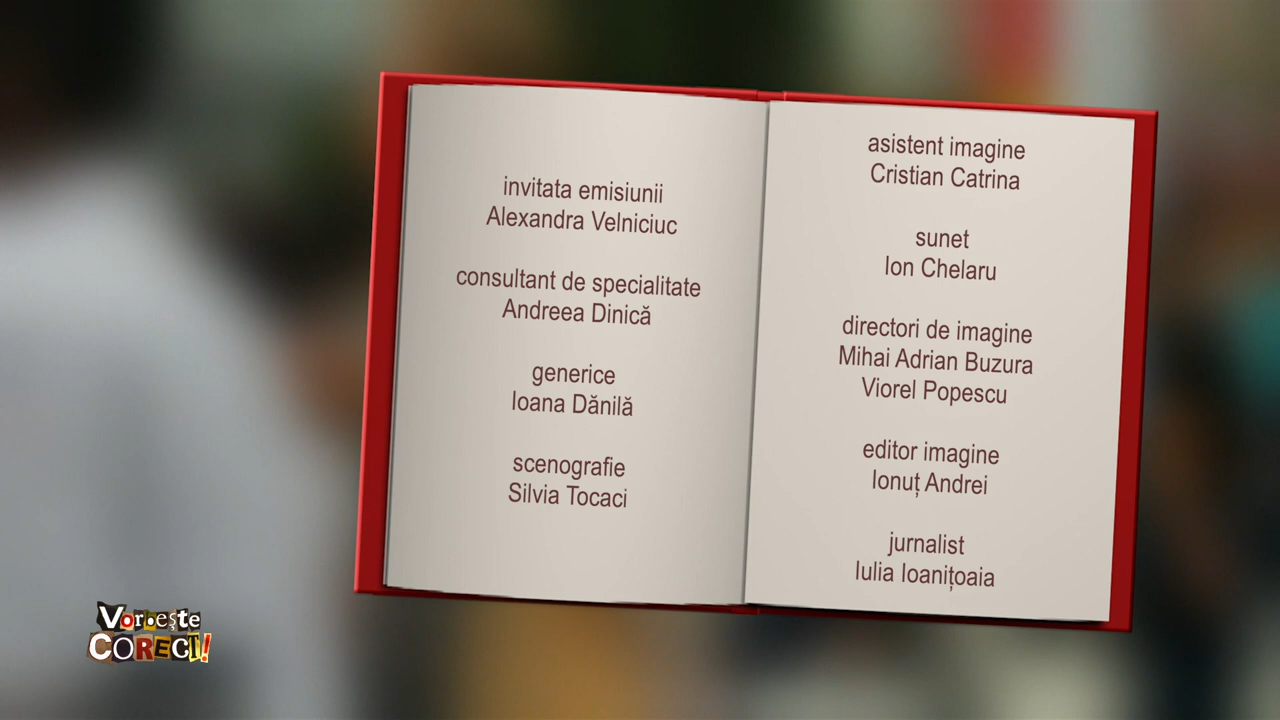 invitata emisiunii
Alexandra Velniciuc
consultant de specialitate
Andreea Dinică
generice
Ioana Dănilă
scenografie
Silvia Tocaci
asistent imagine
Cristian Catrina
sunet
Ion Chelaru
directori de imagine
Mihai Adrian Buzura
Viorel Popescu
editor imagine
Ionuț Andrei
jurnalist
Iulia Ioanițoaia
Vorbește
CORECT!